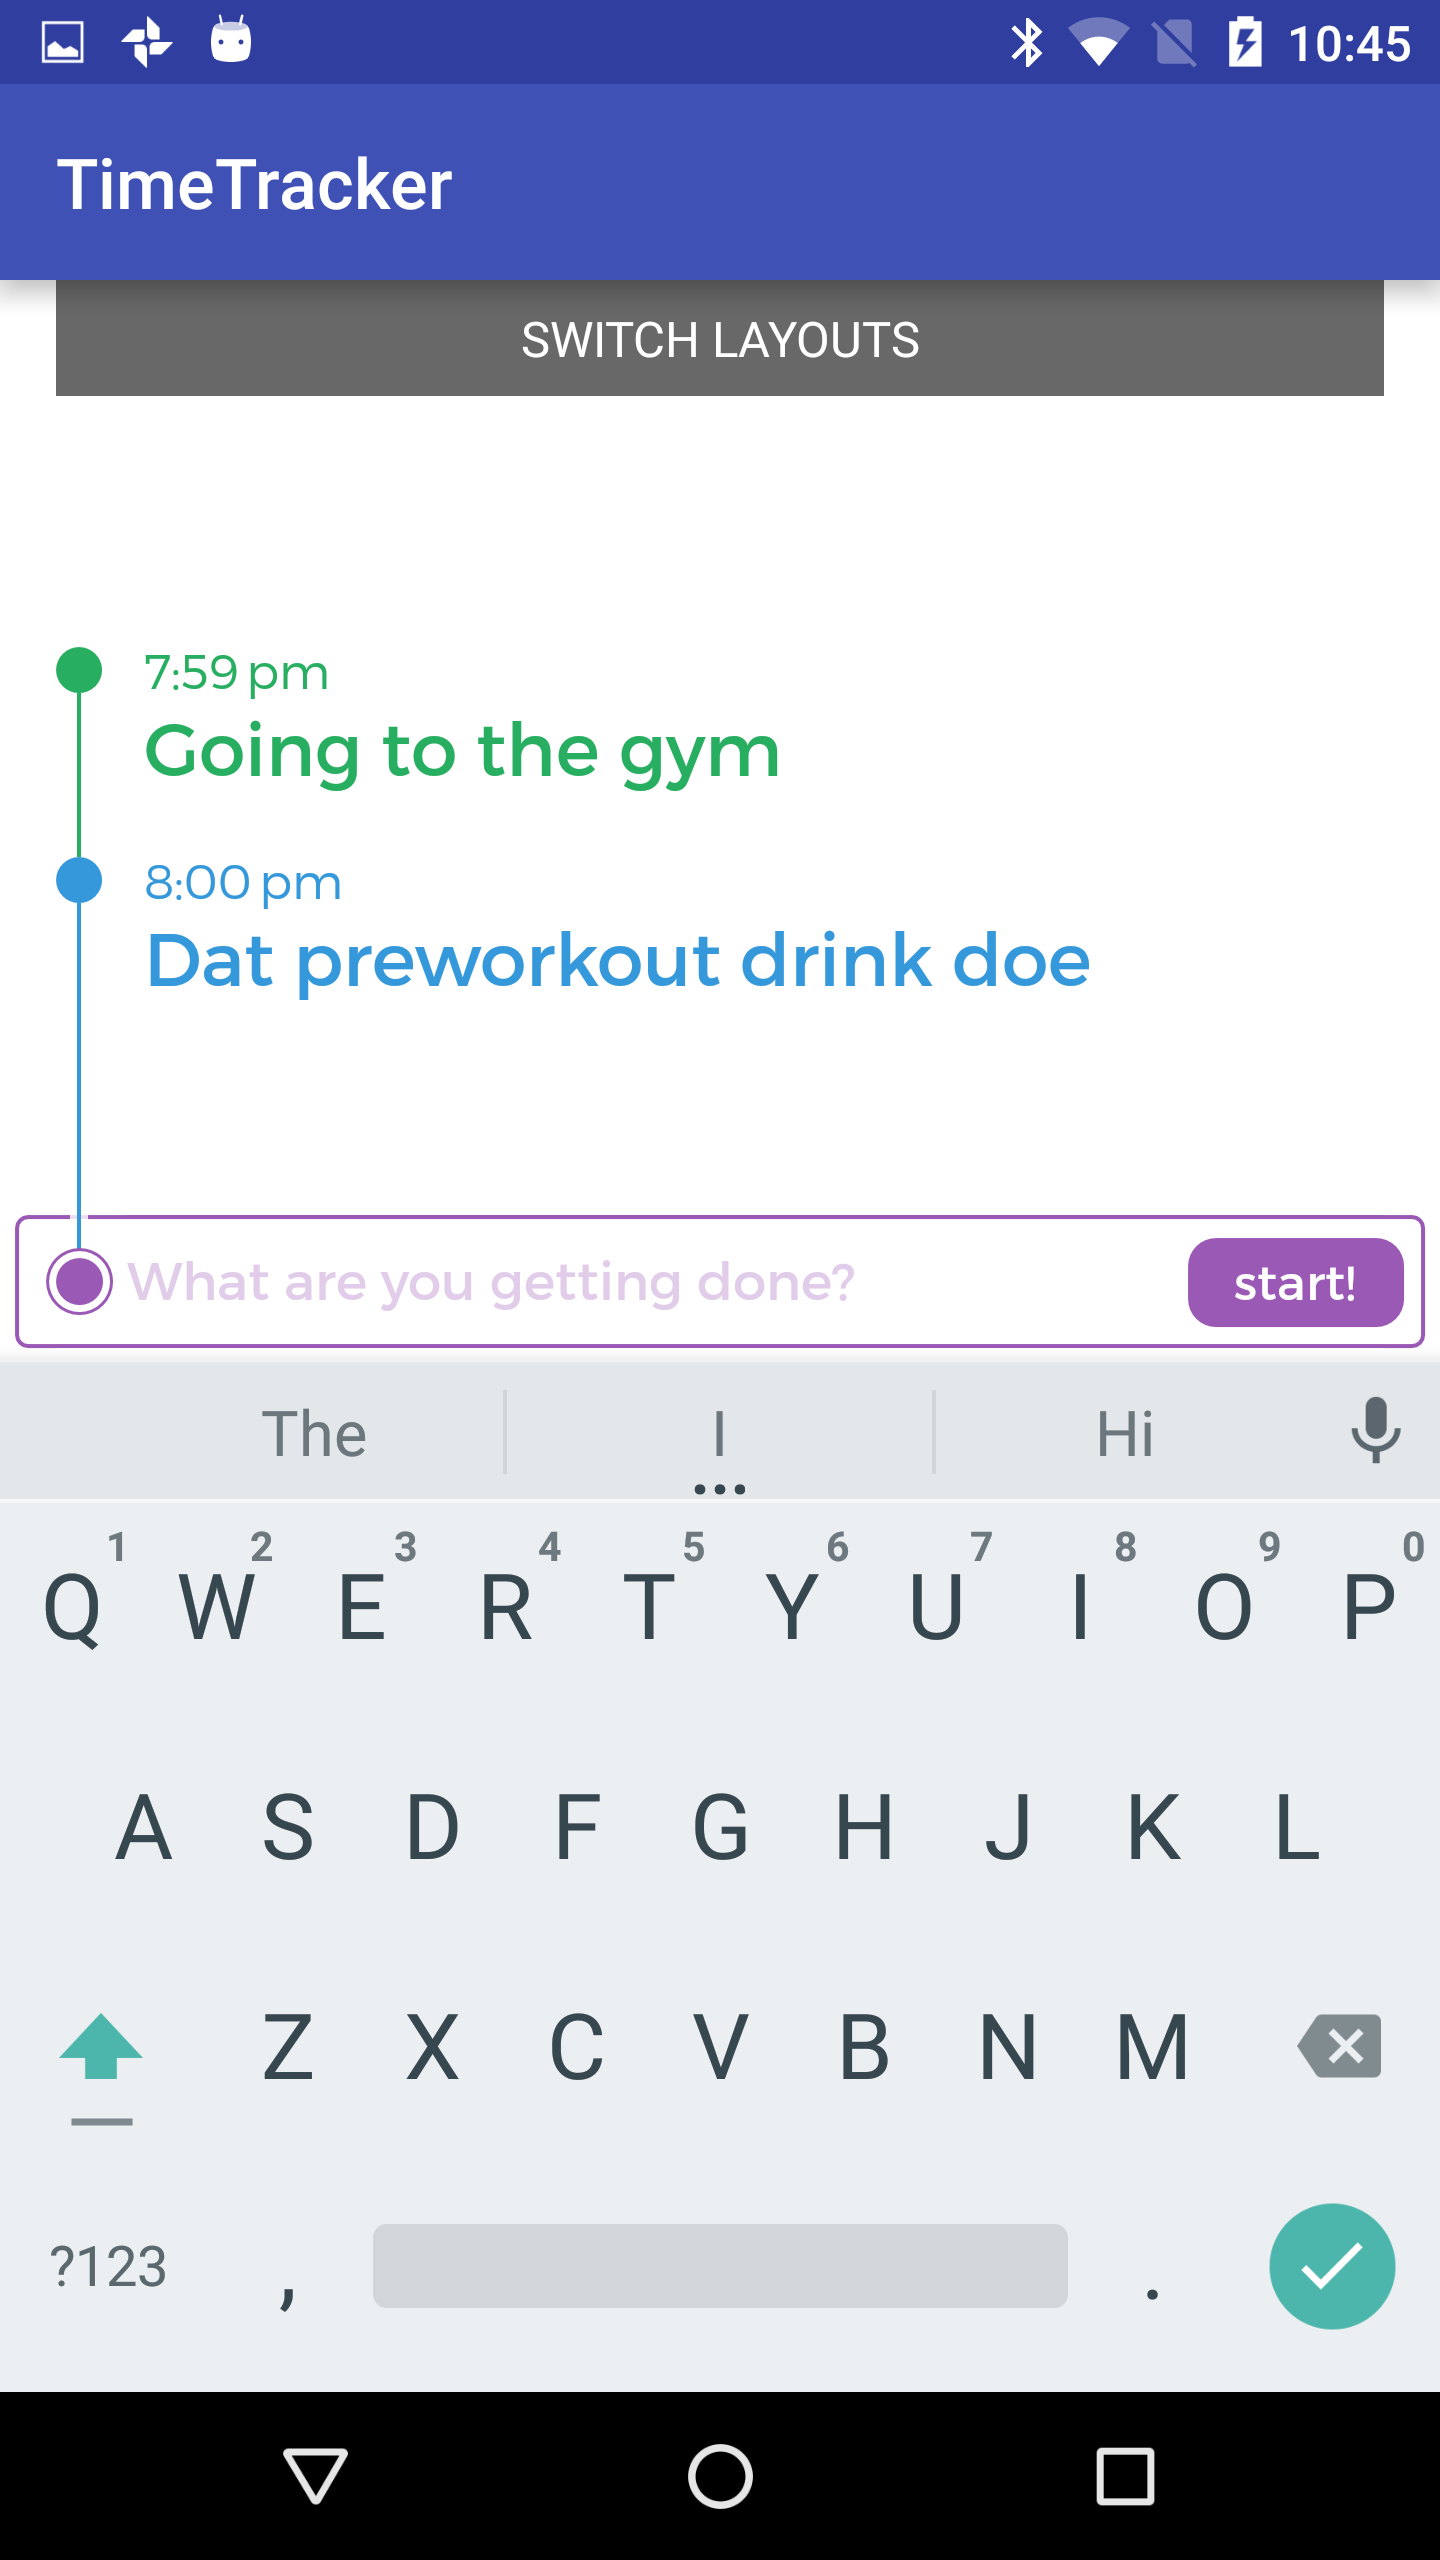 10:45
TimeTracker
SWITCH LAYOUTS
7:59 pm
Going to the gym
8:00 pm
Dat preworkout drink doe
What are you getting done? start!
The I Hi
...
1 2 3 4 5 6 7 8 9 0
Q W E R T Y U I O P
A S D F G H J K L
Z X C V B N M
?123 , .